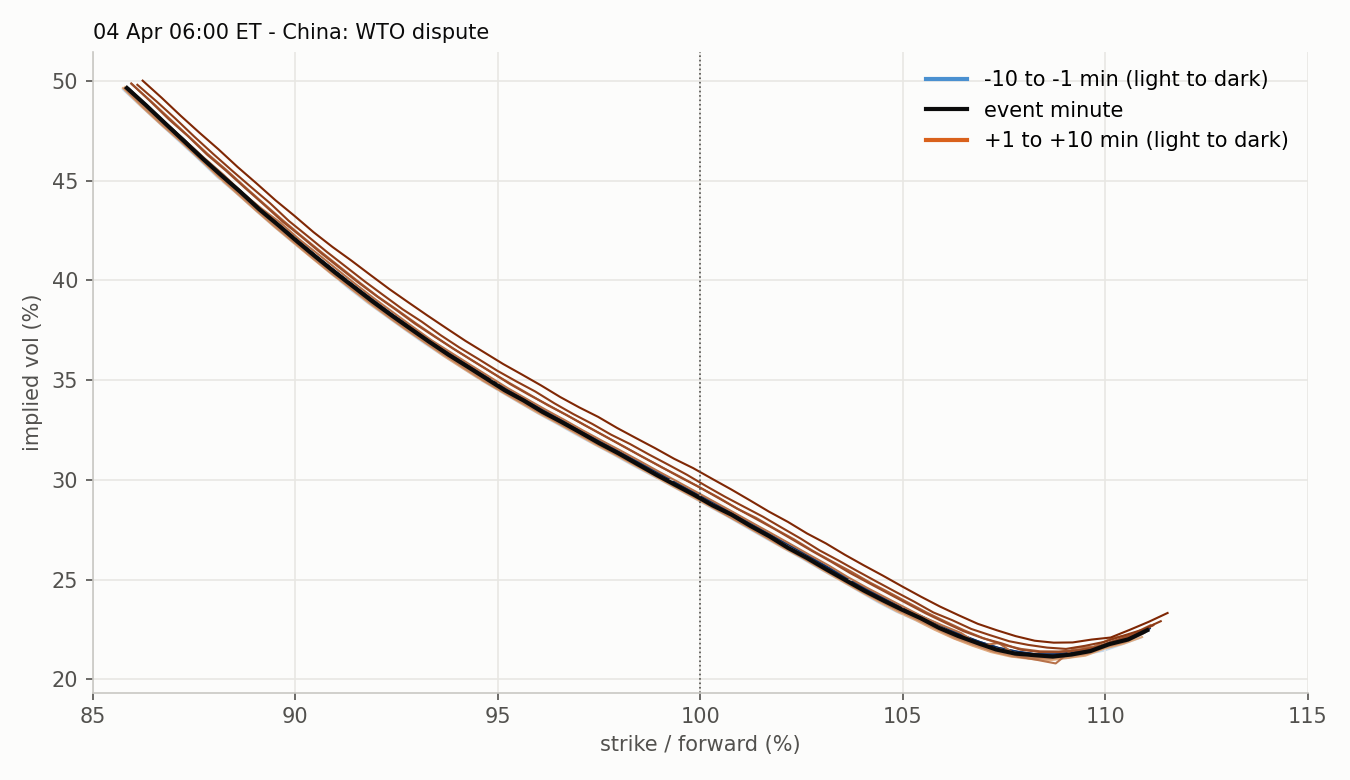 04 Apr 06:00 ET - China: WTO dispute
-10 to -1 min (light to dark)
event minute
+1 to +10 min (light to dark)
implied vol (%)
50
45
40
35
30
25
20
85
90
95
100
105
110
115
strike / forward (%)